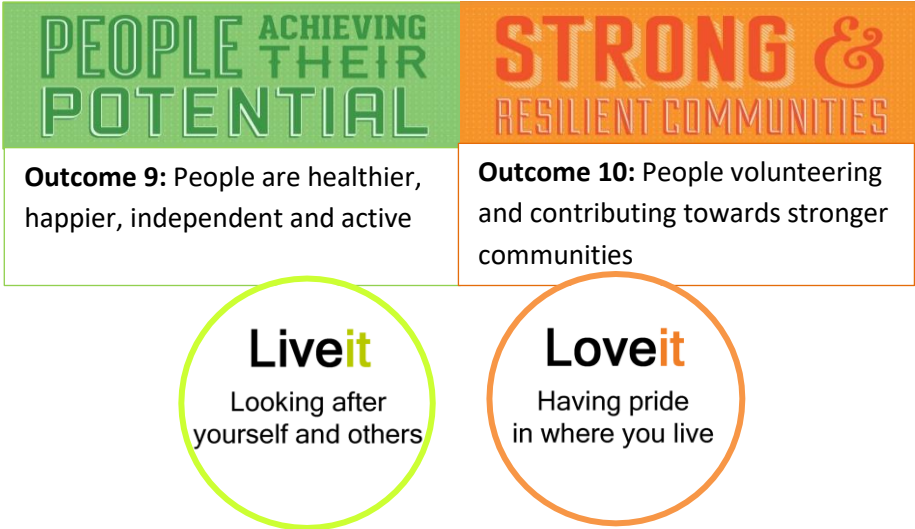 PEOPLE ACHIEVING THEIR
POTENTIAL
STRONG &
RESILIENT COMMUNITIES
Outcome 9: People are healthier,
happier, independent and active
Outcome 10: People volunteering
and contributing towards stronger
communities
Liveit
Looking after
yourself and others
Loveit
Having pride
in where you live